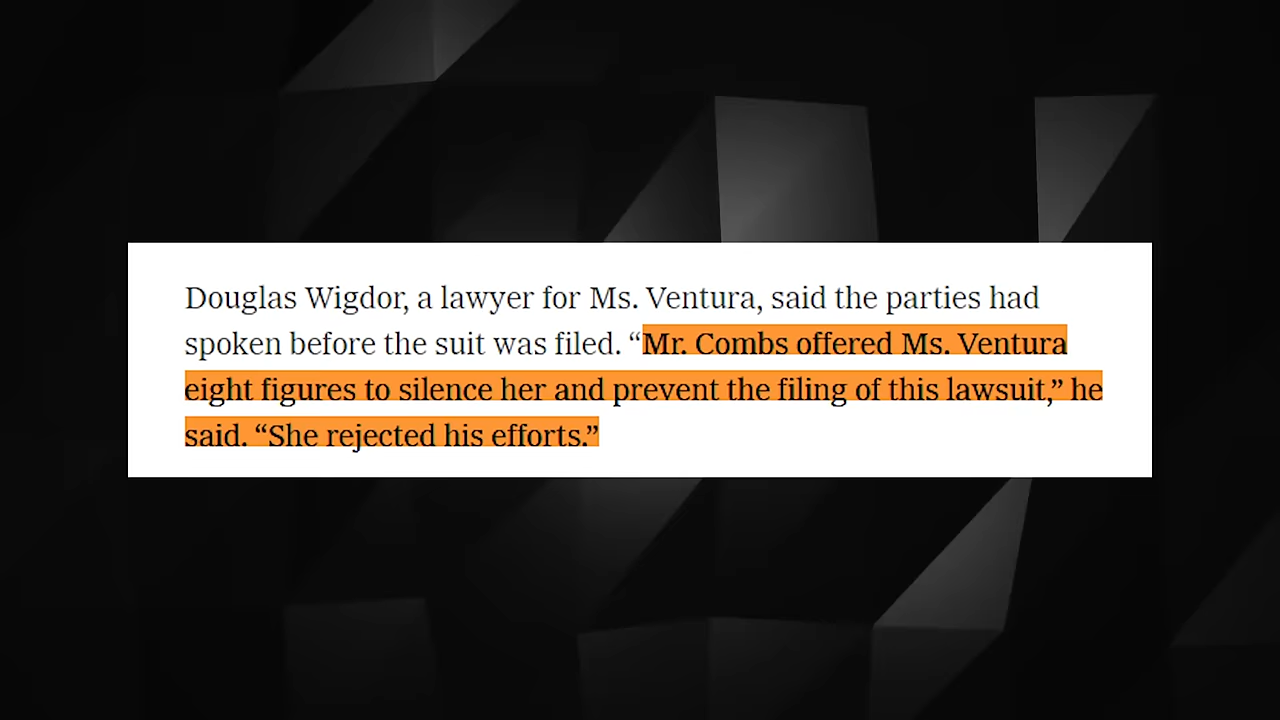 Douglas Wigdor, a lawyer for Ms. Ventura, said the parties had
spoken before the suit was filed. “Mr. Combs offered Ms. Ventura
eight figures to silence her and prevent the filing of this lawsuit,” he
said. “She rejected his efforts.”